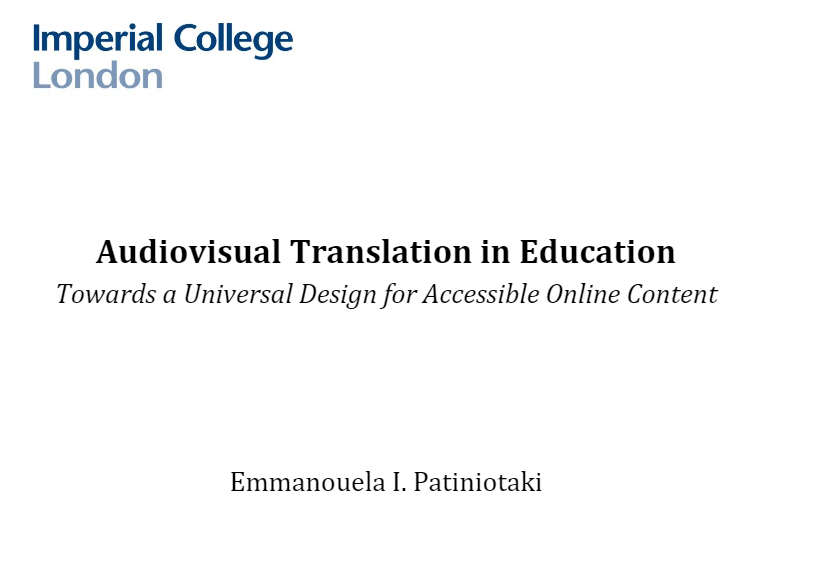 Imperial College
London
Audiovisual Translation in Education
Towards a Universal Design for Accessible Online Content
Emmanouela I. Patiniotaki